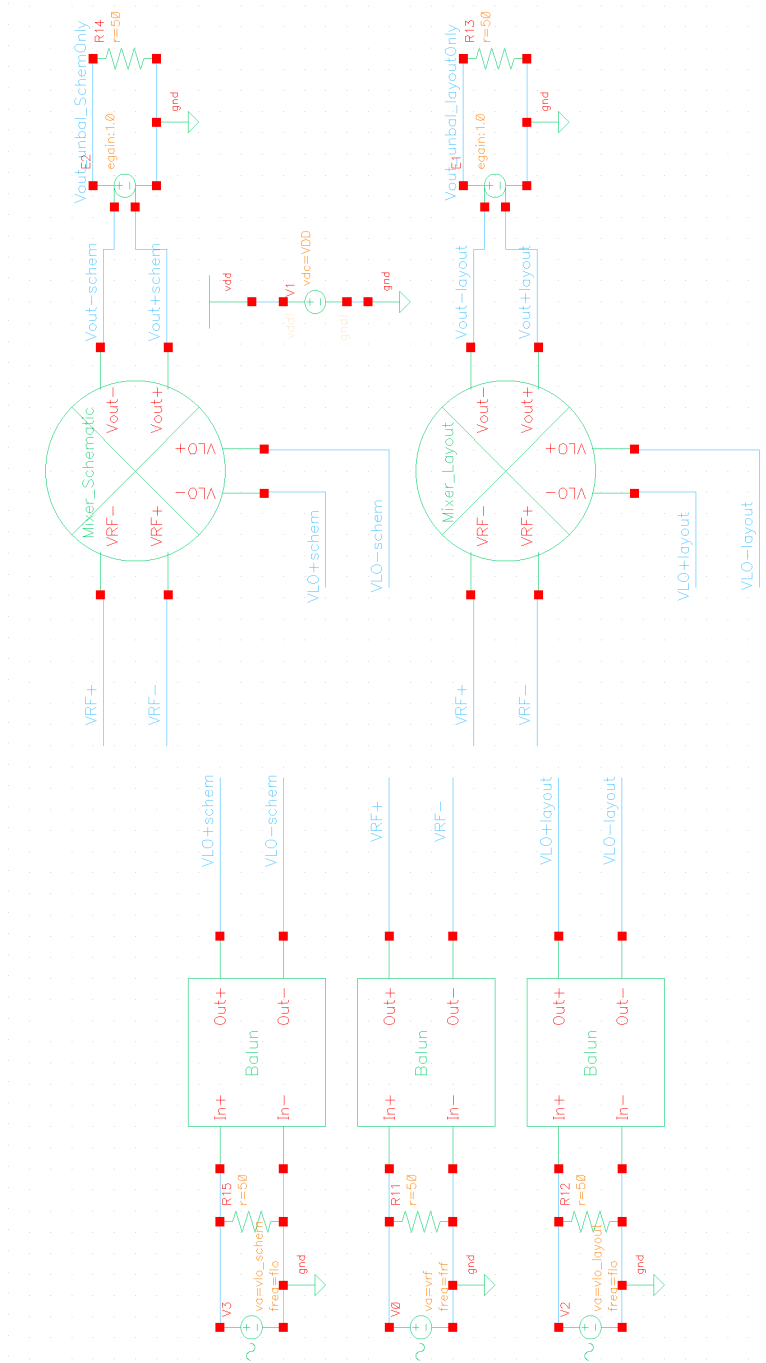 Vout_unbal_SchemOnly
R14
r=50
gnd
E2
egain:1.0
Vout-schem
Vout+schem
Mixer_Schematic
Vout-
Vout+
VLO+
VLO-
VRF-
VRF+
VLO+schem
VLO-schem
VRF+
VRF-
vdd
V1
vdc=VDD
gnd
vdd!
gnd!
Vout_unbal_layoutOnly
R13
r=50
gnd
E1
egain:1.0
Vout-layout
Vout+layout
Mixer_Layout
Vout-
Vout+
VLO+
VLO-
VRF-
VRF+
VLO+layout
VLO-layout
VRF+
VRF-
VLO+schem
VLO-schem
Out+
Out-
Balun
In+
In-
R15
r=50
V3
va=vlo_schem
freq=flo
gnd
VRF+
VRF-
Out+
Out-
Balun
In+
In-
R11
r=50
V0
va=vrf
freq=frf
gnd
VLO+layout
VLO-layout
Out+
Out-
Balun
In+
In-
R12
r=50
V2
va=vlo_layout
freq=flo
gnd